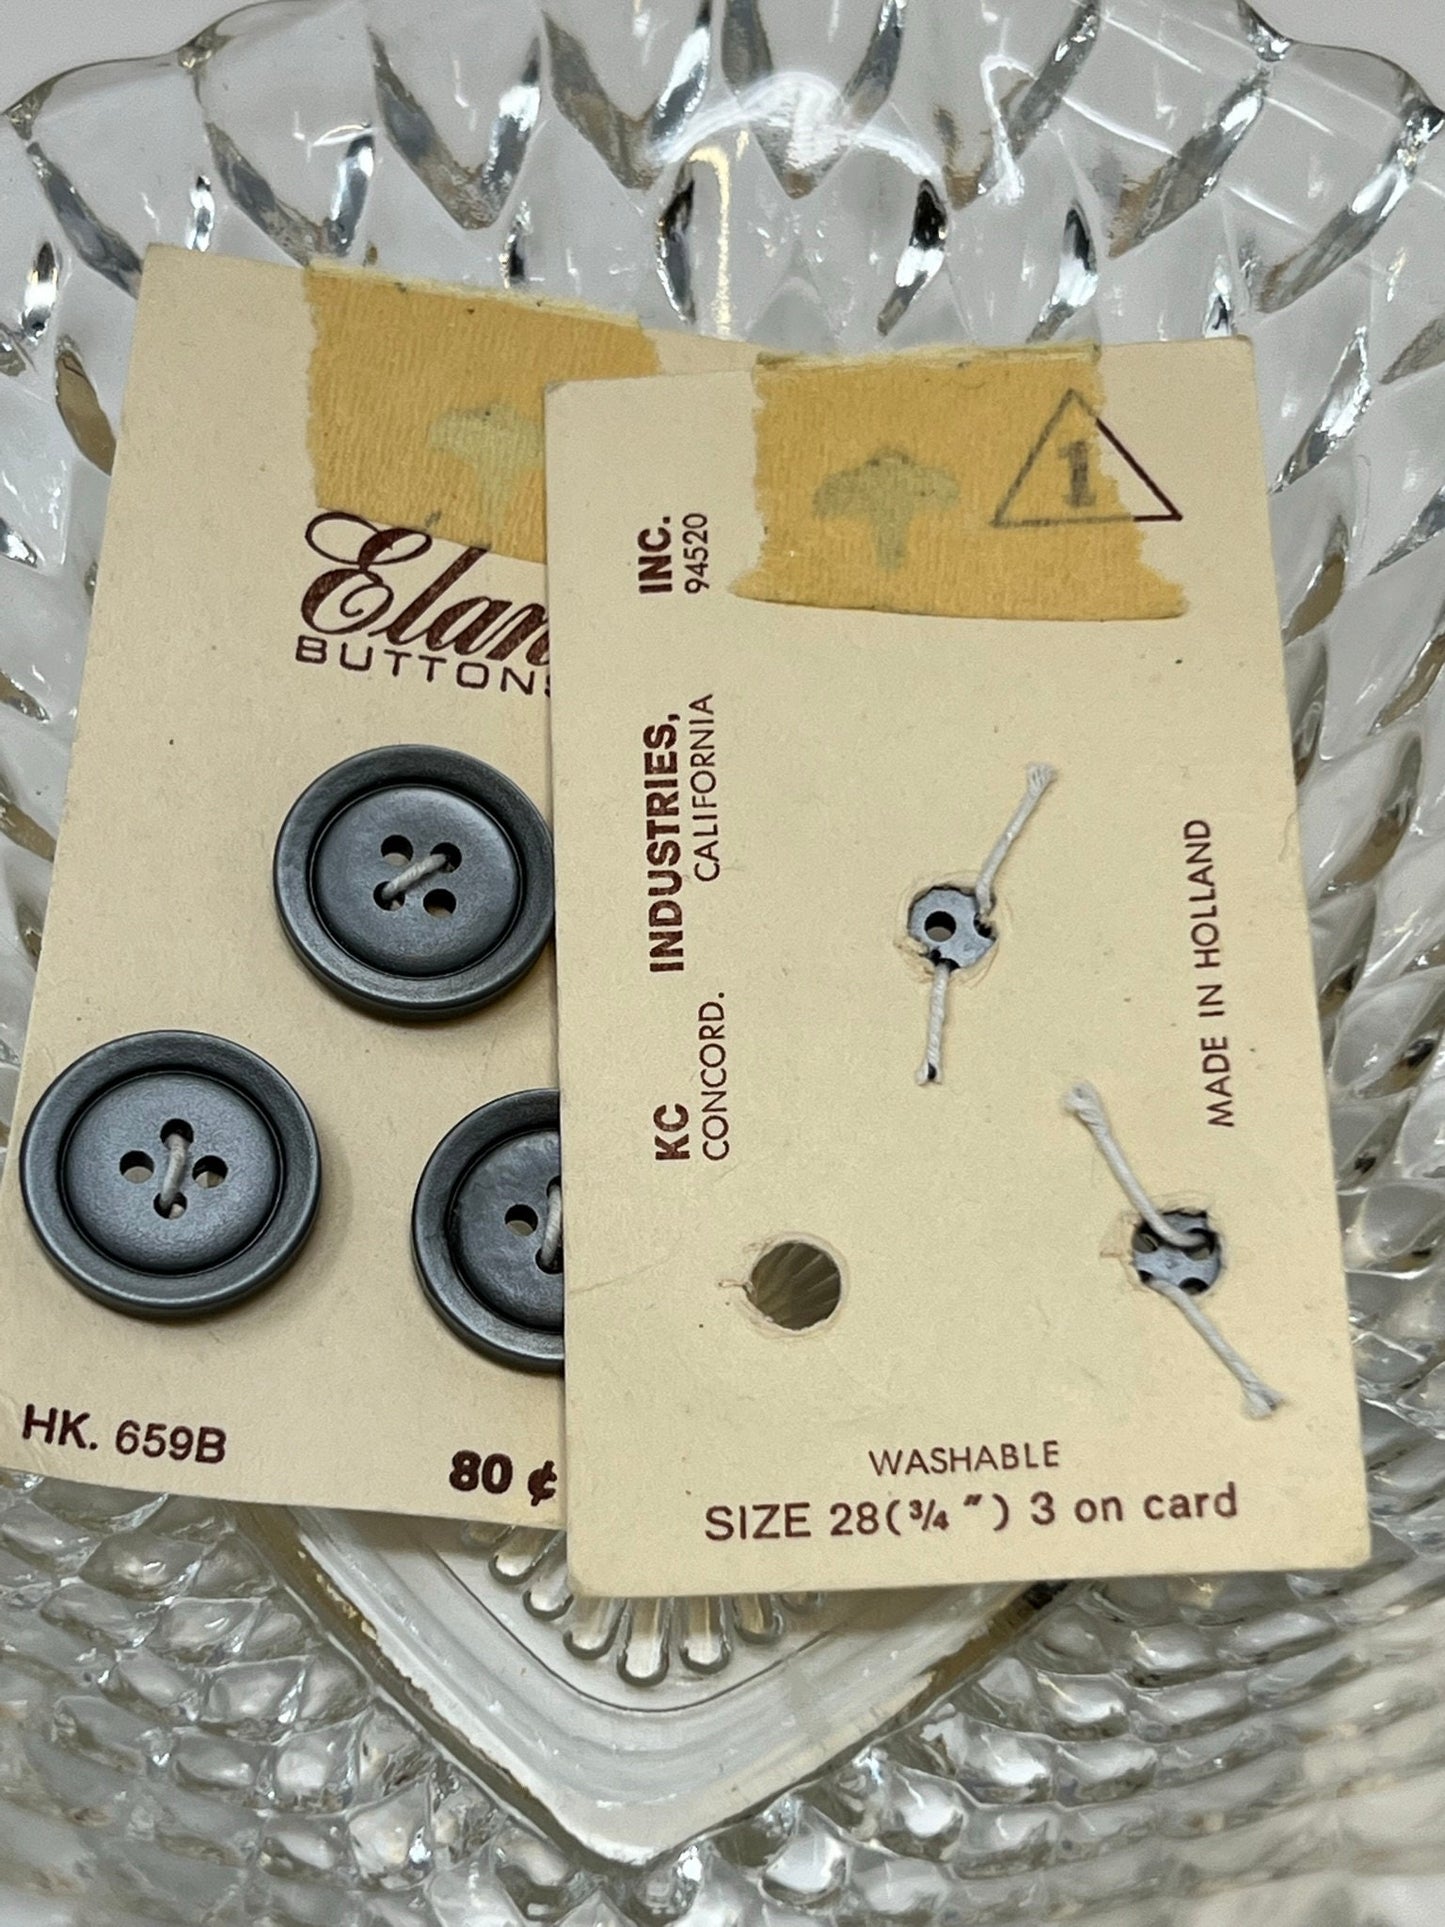 Elan
BUTTONS
HK. 659B
80 ¢
1
KC INDUSTRIES, INC.
CONCORD. CALIFORNIA 94520
MADE IN HOLLAND
WASHABLE
SIZE 28(3/4 ″) 3 on card